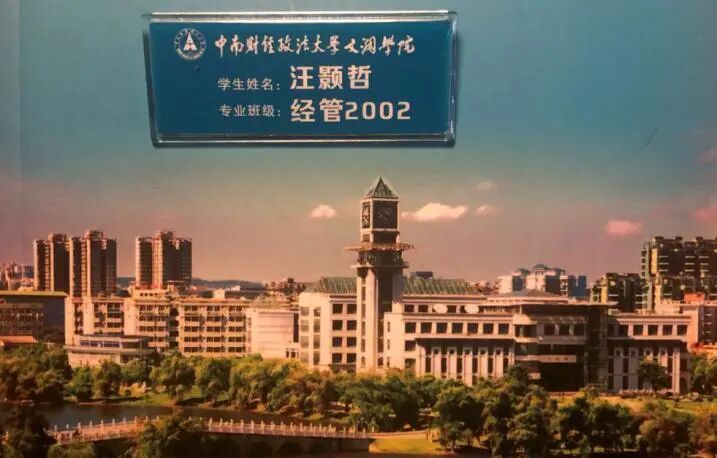 中南财经政法大学文澜学院
学生姓名：汪颢哲
专业班级：经管2002